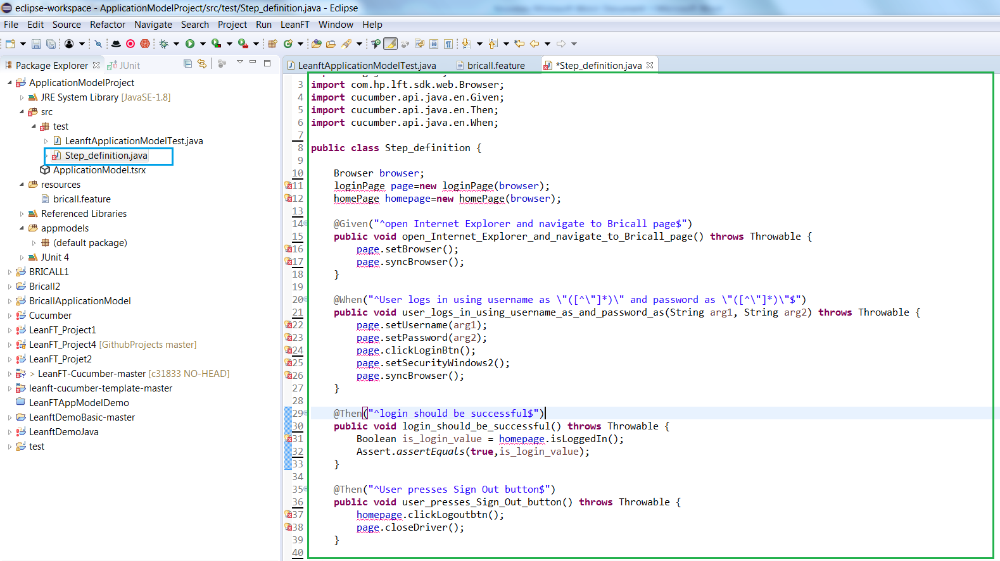 eclipse-workspace - ApplicationModelProject/src/test/Step_definition.java - Eclipse
File Edit Source Refactor Navigate Search Project Run LeanFT Window Help
Package Explorer JUnit
ApplicationModelProject
JRE System Library [JavaSE-1.8]
src
test
LeanftApplicationModelTest.java
Step_definition.java
ApplicationModel.tsrx
resources
bricall.feature
Referenced Libraries
appmodels
(default package)
JUnit 4
BRICALL1
Bricall2
BricallApplicationModel
Cucumber
LeanFT_Project1
LeanFT_Project4 [GithubProjects master]
LeanFT_Projet2
> LeanFT-Cucumber-master [c31833 NO-HEAD]
leanft-cucumber-template-master
LeanFTAppModelDemo
LeanftDemoBasic-master
LeanftDemoJava
test
LeanftApplicationModelTest.java bricall.feature *Step_definition.java
3 import com.hp.lft.sdk.web.Browser;
4 import cucumber.api.java.en.Given;
5 import cucumber.api.java.en.Then;
6 import cucumber.api.java.en.When;
7
8 public class Step_definition {
9
10 Browser browser;
11 loginPage page=new loginPage(browser);
12 homePage homepage=new homePage(browser);
13
14 @Given("^open Internet Explorer and navigate to Bricall page$")
15 public void open_Internet_Explorer_and_navigate_to_Bricall_page() throws Throwable {
16 page.setBrowser();
17 page.syncBrowser();
18 }
19
20 @When("^User logs in using username as \"([^\"]*)\" and password as \"([^\"]*)\"$")
21 public void user_logs_in_using_username_as_and_password_as(String arg1, String arg2) throws Throwable {
22 page.setUsername(arg1);
23 page.setPassword(arg2);
24 page.clickLoginBtn();
25 page.setSecurityWindows2();
26 page.syncBrowser();
27 }
28
29 @Then("^login should be successful$")
30 public void login_should_be_successful() throws Throwable {
31 Boolean is_login_value = homepage.isLoggedIn();
32 Assert.assertEquals(true,is_login_value);
33 }
34
35 @Then("^User presses Sign Out button$")
36 public void user_presses_Sign_Out_button() throws Throwable {
37 homepage.clickLogoutbtn();
38 page.closeDriver();
39 }
40